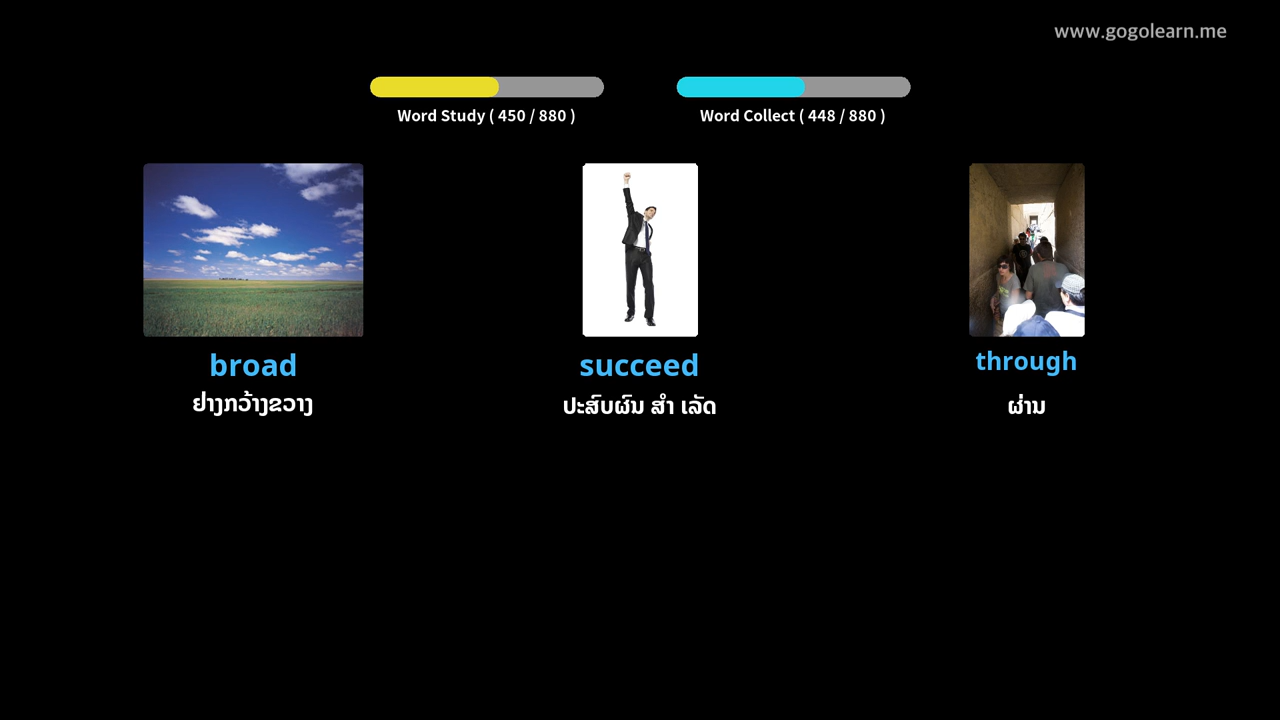 www.gogolearn.me
Word Study ( 450 / 880 )
Word Collect ( 448 / 880 )
broad
succeed
through
ຢ່າງກວ້າງຂວາງ
ປະສົບຜົນ ສຳ ເລັດ
ຜ່ານ